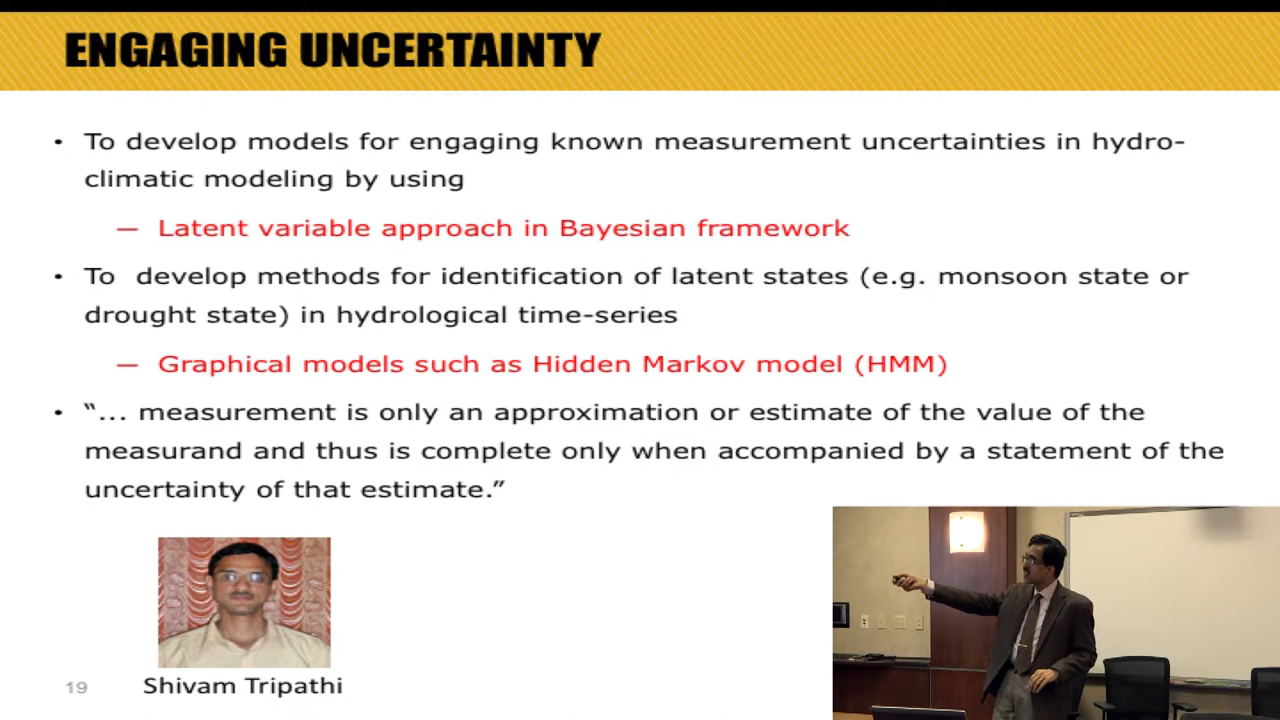 ENGAGING UNCERTAINTY
• To develop models for engaging known measurement uncertainties in hydro-
climatic modeling by using
— Latent variable approach in Bayesian framework
• To develop methods for identification of latent states (e.g. monsoon state or
drought state) in hydrological time-series
— Graphical models such as Hidden Markov model (HMM)
• “... measurement is only an approximation or estimate of the value of the
measurand and thus is complete only when accompanied by a statement of the
uncertainty of that estimate.”
19
Shivam Tripathi